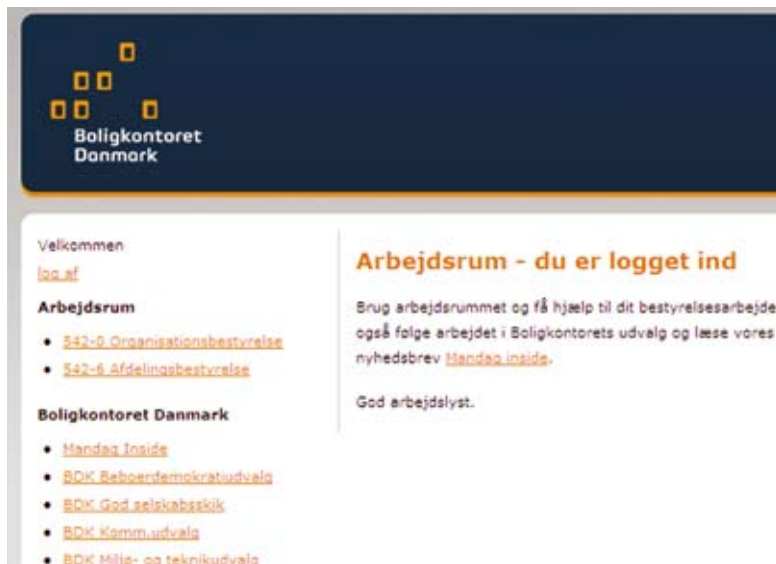 Boligkontoret
Danmark
Velkommen
log af
Arbejdsrum
542-0 Organisationsbestyrelse
542-6 Afdelingsbestyrelse
Boligkontoret Danmark
Mandag Inside
BDK Beboerdemokratiudvalg
BDK God selskabsskik
BDK Komm.udvalg
BDK Miljø- og teknikudvalg
Arbejdsrum - du er logget ind
Brug arbejdsrummet og få hjælp til dit bestyrelsesarbejde
også følge arbejdet i Boligkontorets udvalg og læse vores
nyhedsbrev Mandag inside.
God arbejdslyst.